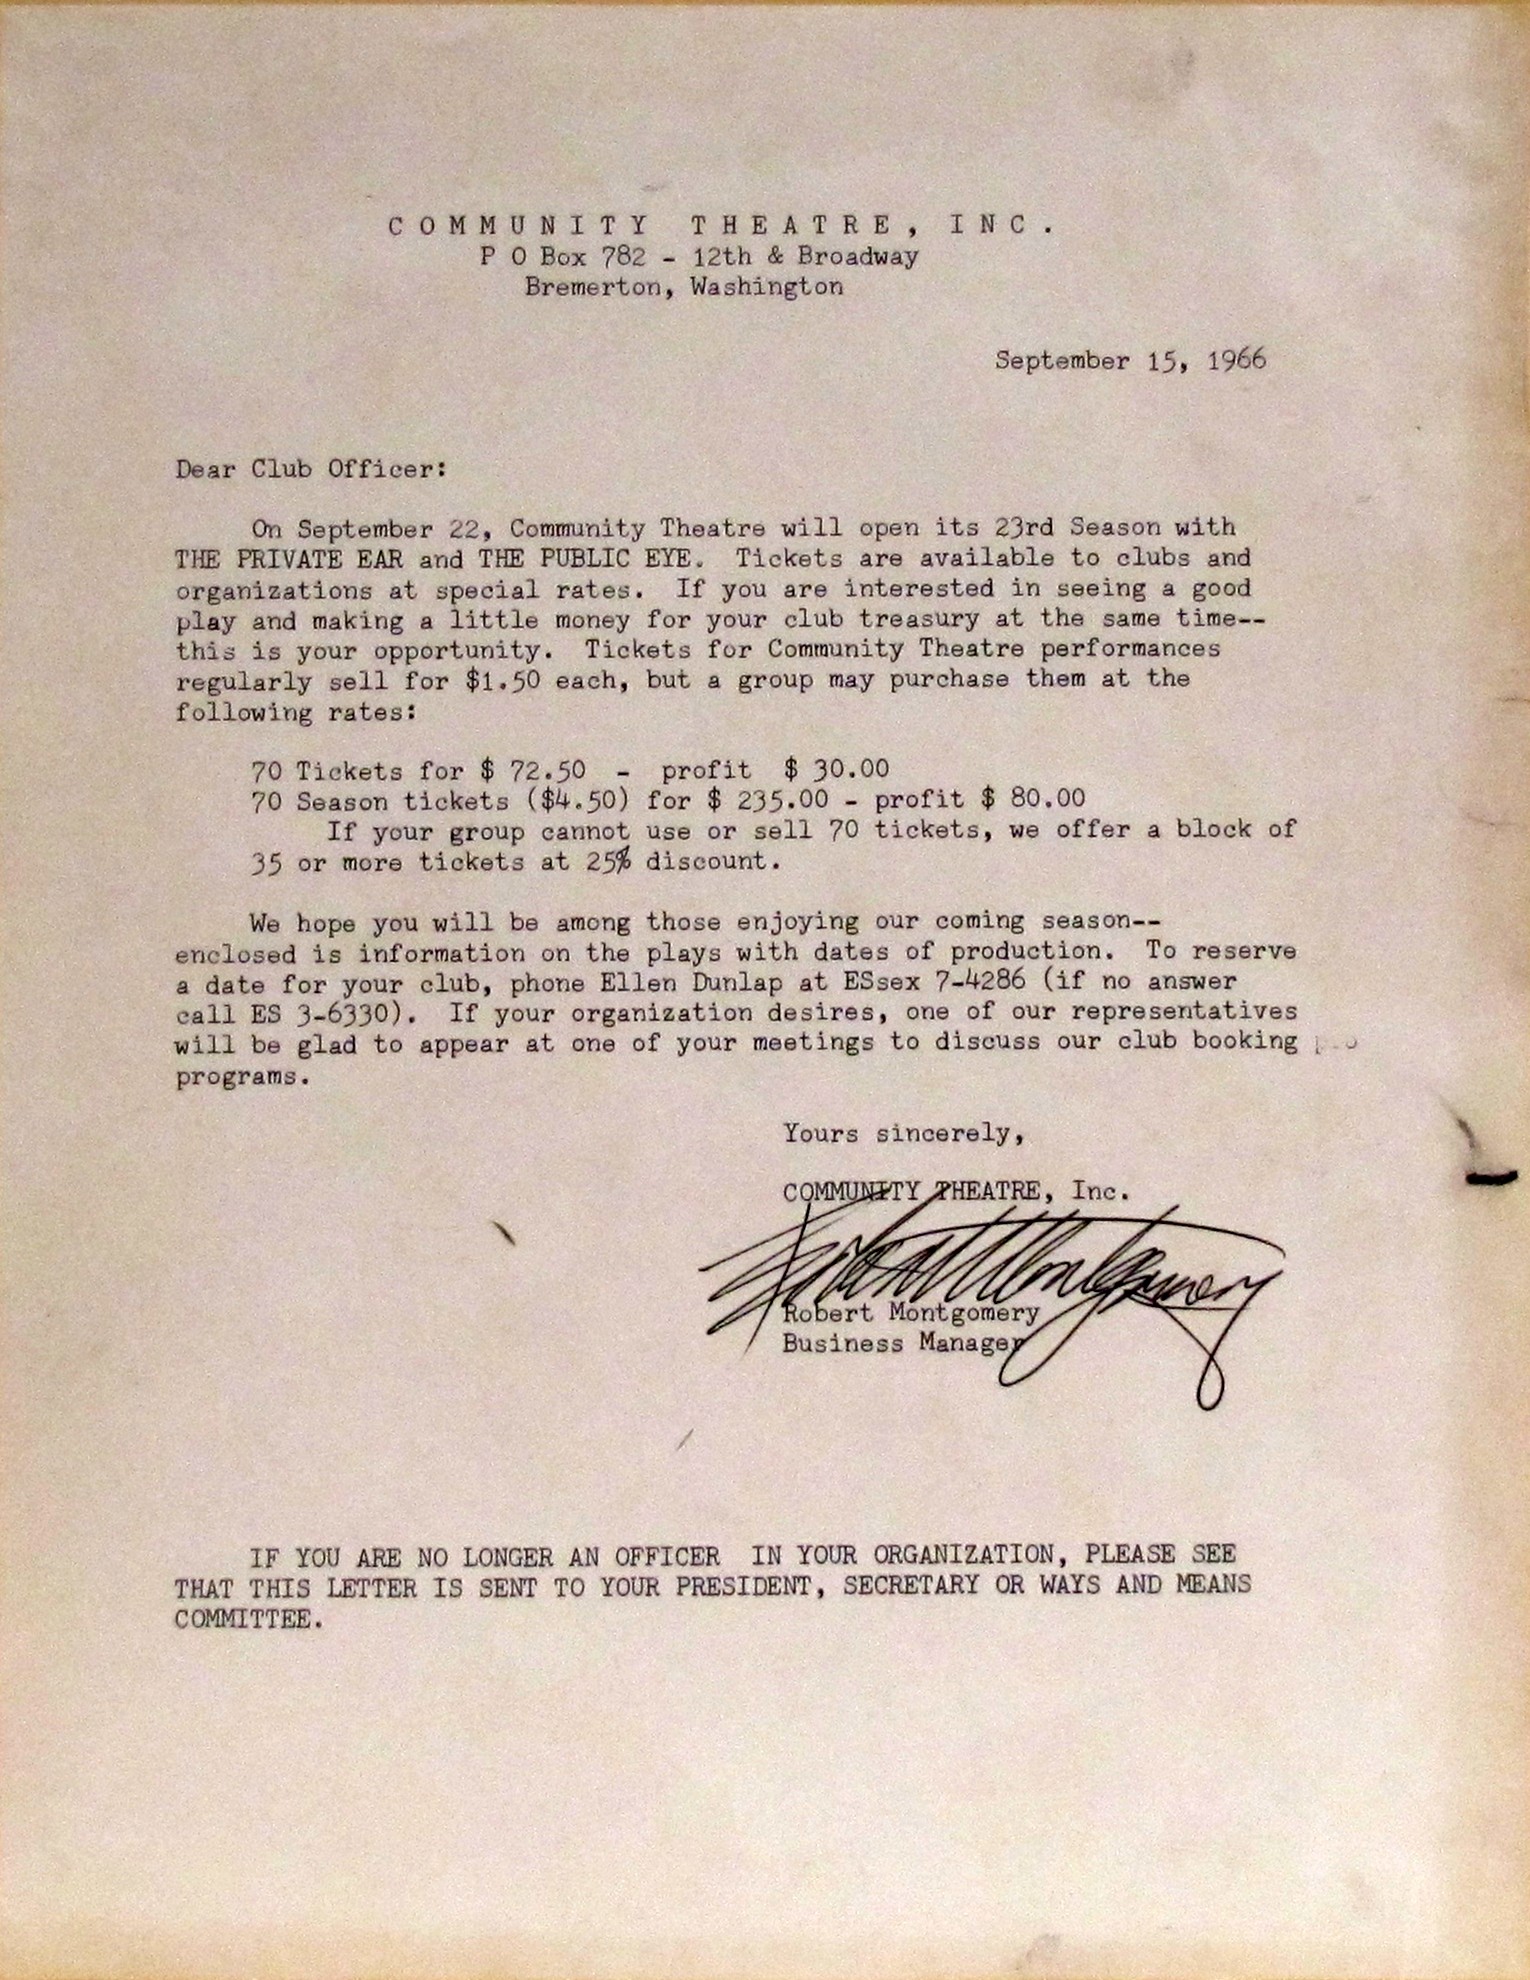 COMMUNITY THEATRE, INC.
P O Box 782 - 12th & Broadway
Bremerton, Washington
September 15, 1966
Dear Club Officer:
On September 22, Community Theatre will open its 23rd Season with
THE PRIVATE EAR and THE PUBLIC EYE. Tickets are available to clubs and
organizations at special rates. If you are interested in seeing a good
play and making a little money for your club treasury at the same time--
this is your opportunity. Tickets for Community Theatre performances
regularly sell for $1.50 each, but a group may purchase them at the
following rates:
70 Tickets for $ 72.50 - profit $ 30.00
70 Season tickets ($4.50) for $ 235.00 - profit $ 80.00
If your group cannot use or sell 70 tickets, we offer a block of
35 or more tickets at 25% discount.
We hope you will be among those enjoying our coming season--
enclosed is information on the plays with dates of production. To reserve
a date for your club, phone Ellen Dunlap at ESsex 7-4286 (if no answer
call ES 3-6330). If your organization desires, one of our representatives
will be glad to appear at one of your meetings to discuss our club booking
programs.
Yours sincerely,
COMMUNITY THEATRE, Inc.
Robert Montgomery
Robert Montgomery
Business Manager
IF YOU ARE NO LONGER AN OFFICER IN YOUR ORGANIZATION, PLEASE SEE
THAT THIS LETTER IS SENT TO YOUR PRESIDENT, SECRETARY OR WAYS AND MEANS
COMMITTEE.